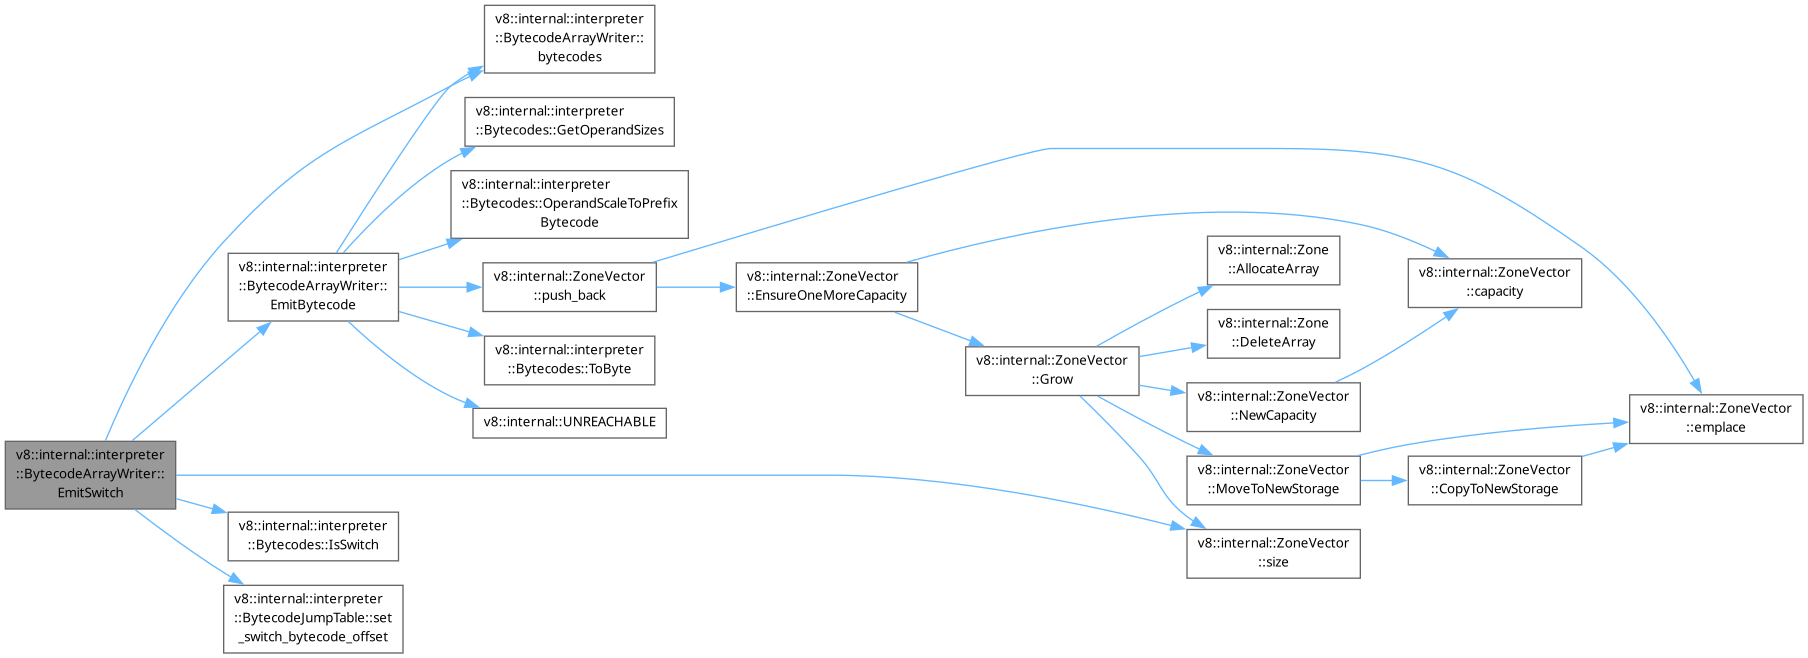 v8::internal::interpreter
::BytecodeArrayWriter::
bytecodes
v8::internal::interpreter
::Bytecodes::GetOperandSizes
v8::internal::interpreter
::Bytecodes::OperandScaleToPrefix
Bytecode
v8::internal::interpreter
::BytecodeArrayWriter::
EmitBytecode
v8::internal::ZoneVector
::push_back
v8::internal::ZoneVector
::EnsureOneMoreCapacity
v8::internal::Zone
::AllocateArray
v8::internal::ZoneVector
::capacity
v8::internal::interpreter
::Bytecodes::ToByte
v8::internal::Zone
::DeleteArray
v8::internal::ZoneVector
::Grow
v8::internal::ZoneVector
::NewCapacity
v8::internal::UNREACHABLE
v8::internal::ZoneVector
::emplace
v8::internal::interpreter
::BytecodeArrayWriter::
EmitSwitch
v8::internal::ZoneVector
::MoveToNewStorage
v8::internal::ZoneVector
::CopyToNewStorage
v8::internal::interpreter
::Bytecodes::IsSwitch
v8::internal::ZoneVector
::size
v8::internal::interpreter
::BytecodeJumpTable::set
_switch_bytecode_offset